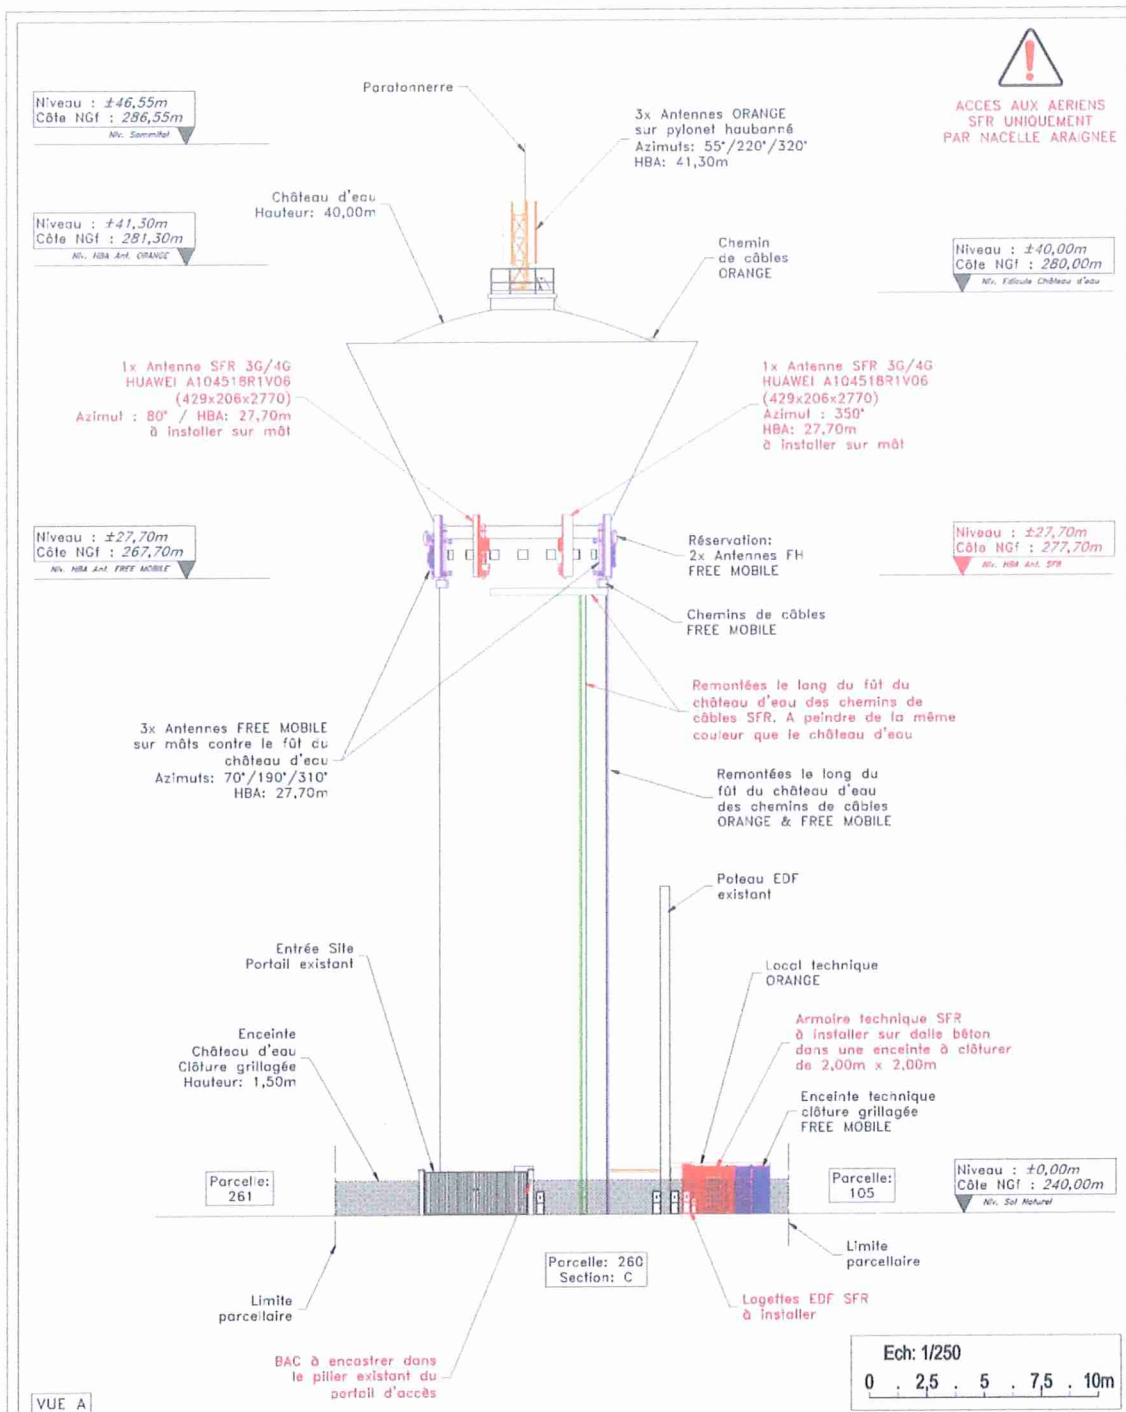 Paratonnerre
Niveau : ±46,55m
Côte NGf : 286,55m
Niv. Sommital
3x Antennes ORANGE
sur pylonet haubanné
Azimuts: 55°/220°/320°
HBA: 41,30m
ACCES AUX AERIENS
SFR UNIQUEMENT
PAR NACELLE ARAIGNEE
Château d'eau
Hauteur: 40,00m
Niveau : ±41,30m
Côte NGf : 281,30m
Niv. HBA Ant. ORANGE
Chemin
de câbles
ORANGE
Niveau : ±40,00m
Côte NGf : 280,00m
Niv. Edicule Château d'eau
1x Antenne SFR 3G/4G
HUAWEI A104518R1V06
(429x206x2770)
Azimut : 80° / HBA: 27,70m
à installer sur mât
1x Antenne SFR 3G/4G
HUAWEI A104518R1V06
(429x206x2770)
Azimut : 350°
HBA: 27,70m
à installer sur mât
Niveau : ±27,70m
Côte NGf : 267,70m
Niv. HBA Ant. FREE MOBILE
Réservation:
2x Antennes FH
FREE MOBILE
Niveau : ±27,70m
Côte NGf : 277,70m
Niv. HBA Ant. SFR
Chemins de câbles
FREE MOBILE
Remontées le long du fût du
château d'eau des chemins de
câbles SFR. A peindre de la même
couleur que le château d'eau
3x Antennes FREE MOBILE
sur mâts contre le fût du
château d'eau
Azimuts: 70°/190°/310°
HBA: 27,70m
Remontées le long du
fût du château d'eau
des chemins de câbles
ORANGE & FREE MOBILE
Poteau EDF
existant
Entrée Site
Portail existant
Local technique
ORANGE
Armoire technique SFR
à installer sur dalle béton
dans une enceinte à clôturer
de 2,00m x 2,00m
Enceinte
Château d'eau
Clôture grillagée
Hauteur: 1,50m
Enceinte technique
clôture grillagée
FREE MOBILE
Parcelle:
261
Parcelle:
105
Niveau : ±0,00m
Côte NGf : 240,00m
Niv. Sol Naturel
Limite
parcellaire
Parcelle: 260
Section: C
Limite
parcellaire
Logettes EDF SFR
à installer
BAC à encastrer dans
le pilier existant du
portail d'accès
Ech: 1/250
0 . 2,5 . 5 . 7,5 . 10m
VUE A